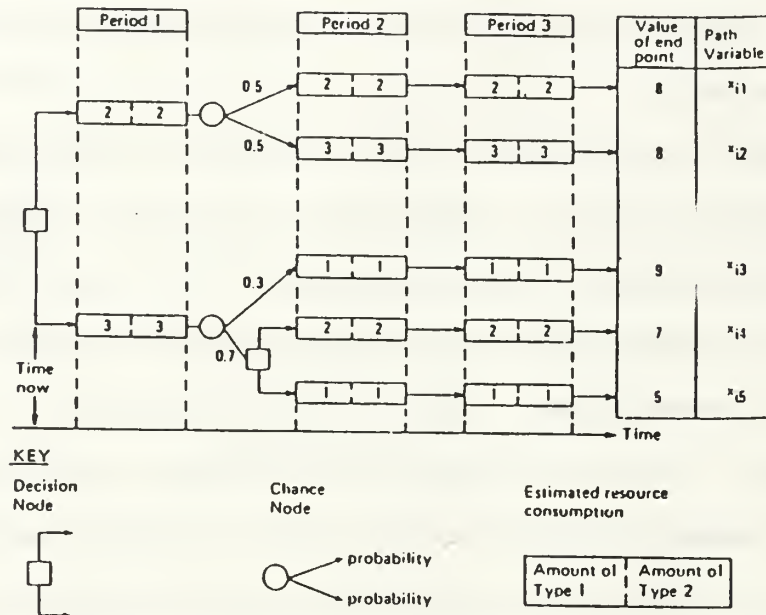 Period 1 Period 2 Period 3 Value of end point Path Variable
0.5 2 2 2 2 8 xi1
2 2
0.5 3 3 3 3 8 xi2
0.3 1 1 1 1 9 xi3
3 3 2 2 2 2 7 xi4
0.7
Time now
1 1 1 1 5 xi5
Time
KEY
Decision Node
Chance Node
Estimated resource consumption
probability
probability
Amount of Type 1 Amount of Type 2